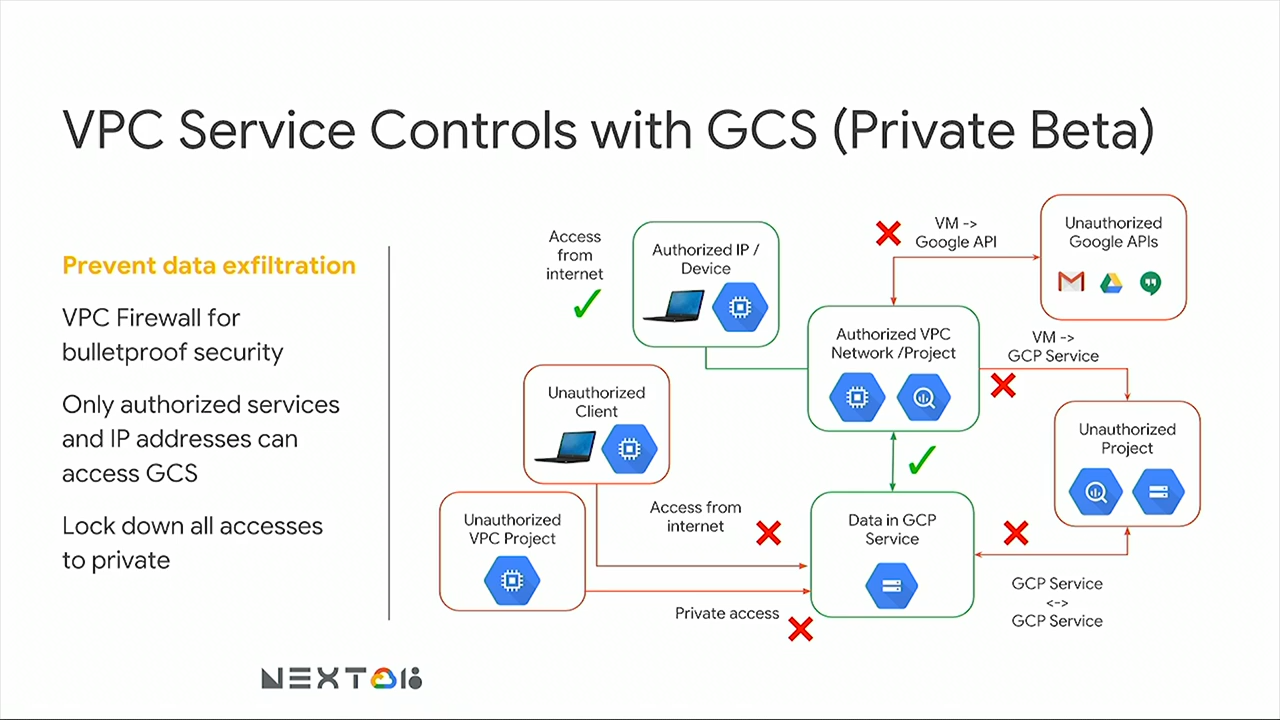 VPC Service Controls with GCS (Private Beta)
Prevent data exfiltration
VPC Firewall for
bulletproof security
Only authorized services
and IP addresses can
access GCS
Lock down all accesses
to private
Access
from
internet
Authorized IP /
Device
VM ->
Google API
Unauthorized
Google APIs
Authorized VPC
Network /Project
VM ->
GCP Service
Unauthorized
Client
Unauthorized
Project
Unauthorized
VPC Project
Access from
internet
Data in GCP
Service
Private access
GCP Service
<->
GCP Service
NEXT18